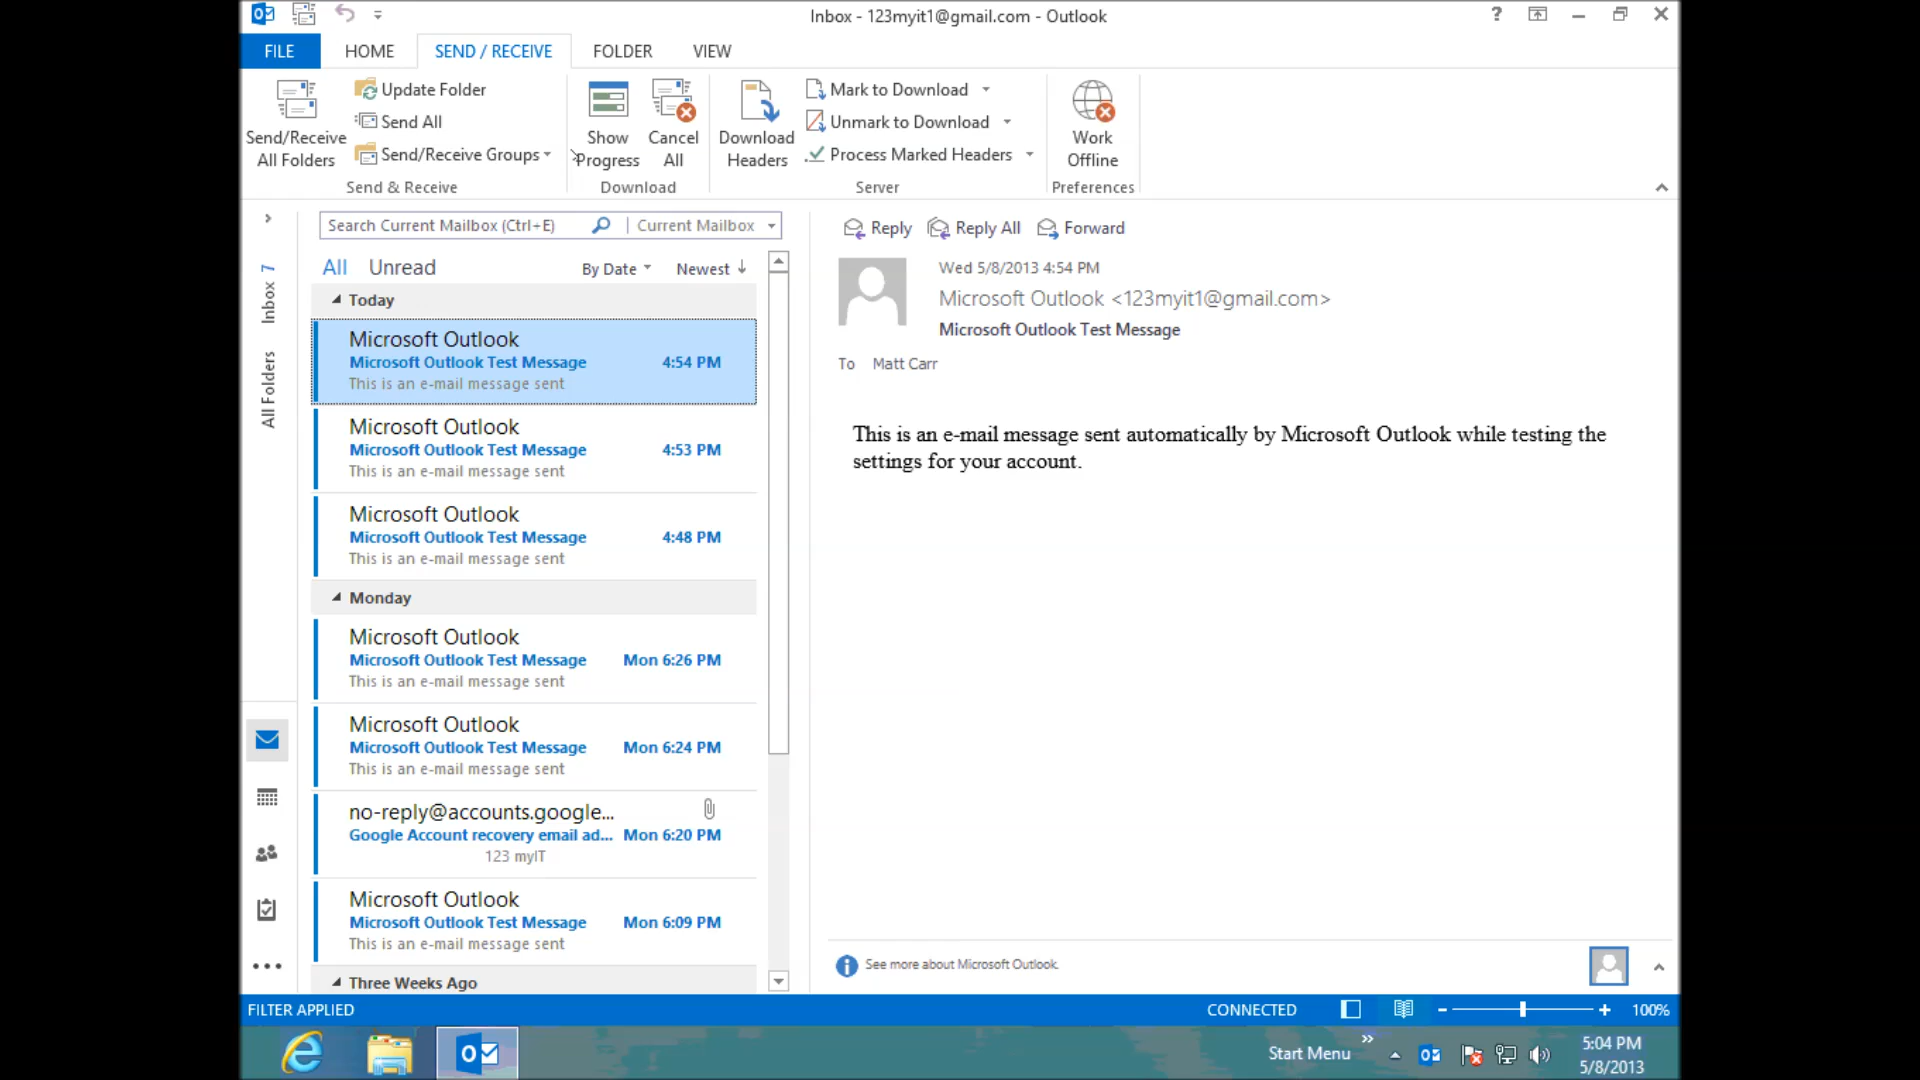 Inbox - 123myit1@gmail.com - Outlook
FILE HOME SEND / RECEIVE FOLDER VIEW
Send/Receive
All Folders
Update Folder
Send All
Send/Receive Groups
Send & Receive
Show
Progress
Cancel
All
Download
Download
Headers
Mark to Download
Unmark to Download
Process Marked Headers
Server
Work
Offline
Preferences
Inbox 7
All Folders
Search Current Mailbox (Ctrl+E) Current Mailbox
All Unread By Date Newest
Today
Microsoft Outlook
Microsoft Outlook Test Message 4:54 PM
This is an e-mail message sent
Microsoft Outlook
Microsoft Outlook Test Message 4:53 PM
This is an e-mail message sent
Microsoft Outlook
Microsoft Outlook Test Message 4:48 PM
This is an e-mail message sent
Monday
Microsoft Outlook
Microsoft Outlook Test Message Mon 6:26 PM
This is an e-mail message sent
Microsoft Outlook
Microsoft Outlook Test Message Mon 6:24 PM
This is an e-mail message sent
no-reply@accounts.google...
Google Account recovery email ad... Mon 6:20 PM
123 myIT
Microsoft Outlook
Microsoft Outlook Test Message Mon 6:09 PM
This is an e-mail message sent
Three Weeks Ago
Reply Reply All Forward
Wed 5/8/2013 4:54 PM
Microsoft Outlook <123myit1@gmail.com>
Microsoft Outlook Test Message
To Matt Carr
This is an e-mail message sent automatically by Microsoft Outlook while testing the
settings for your account.
See more about Microsoft Outlook.
FILTER APPLIED CONNECTED 100%
Start Menu
5:04 PM
5/8/2013